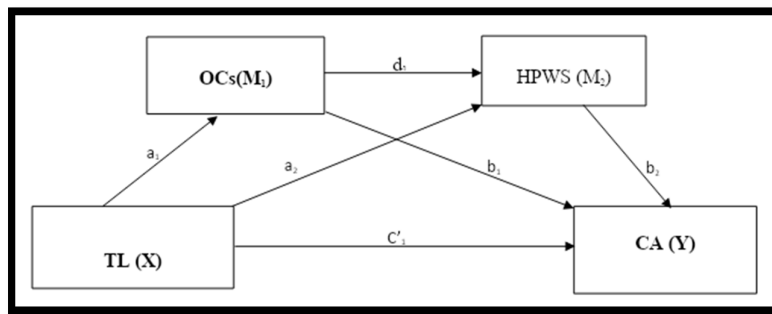 OCs(M₁)
d₁
HPWS (M₂)
a₁
a₂
b₁
b₂
TL (X)
C’₁
CA (Y)